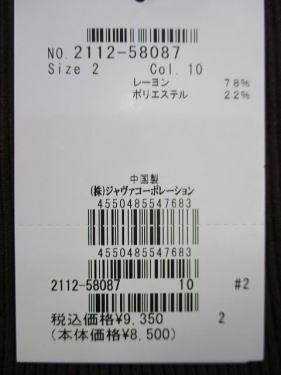 NO.2112-58087
Size 2 Col.10
レーヨン 78%
ポリエステル 22%
中国製
(株)ジャヴァコーポレーション
4550485547683
4550485547683
2112-58087 10 #2
税込価格¥9,350 2
(本体価格¥8,500)